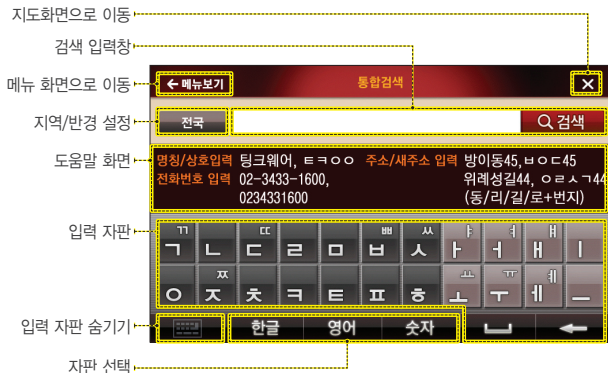 지도화면으로 이동
검색 입력창
메뉴 화면으로 이동
← 메뉴보기 통합검색 ×
지역/반경 설정
전국 검색
도움말 화면
명칭/상호입력 팅크웨어, ㅌㅋㅇㅇ 주소/새주소 입력 방이동45,ㅂㅇㄷ45
전화번호 입력 02-3433-1600, 위례성길44, ㅇㄹㅅㄱ44
0234331600 (동/리/길/로+번지)
입력 자판
ㄲ ㄸ ㅃ ㅆ ㅑ ㅕ ㅒ
ㄱ ㄴ ㄷ ㄹ ㅁ ㅂ ㅅ ㅏ ㅓ ㅐ ㅣ
ㅉ ㅛ ㅠ ㅖ
ㅇ ㅈ ㅊ ㅋ ㅌ ㅍ ㅎ ㅗ ㅜ ㅔ ㅡ
입력 자판 숨기기
한글 영어 숫자
자판 선택